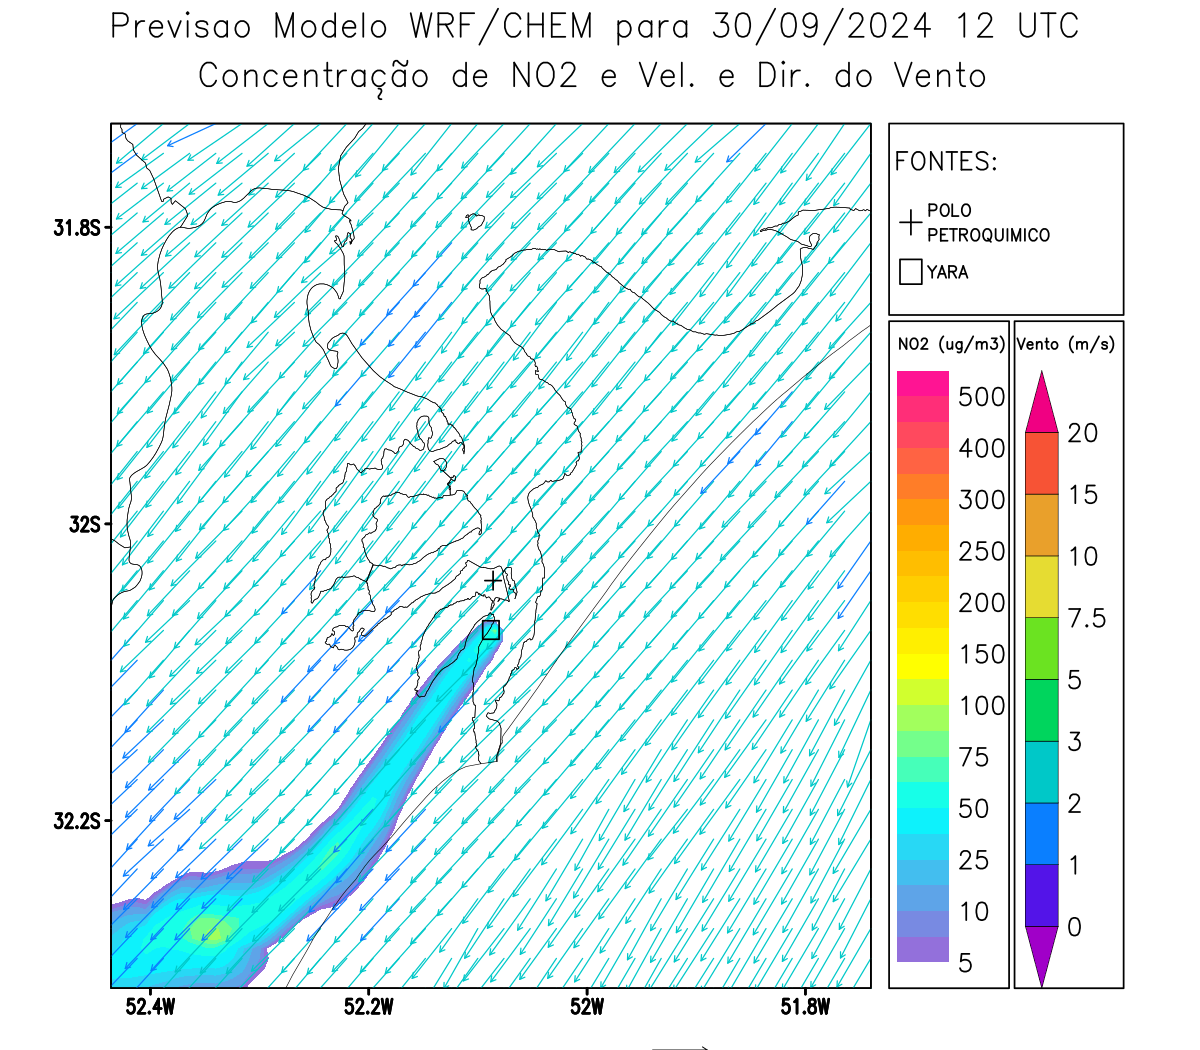 Previsao Modelo WRF/CHEM para 30/09/2024 12 UTC
Concentração de NO2 e Vel. e Dir. do Vento
FONTES:
POLO
PETROQUIMICO
YARA
NO2 (ug/m3)
500
400
300
250
200
150
100
75
50
25
10
5
Vento (m/s)
20
15
10
7.5
5
3
2
1
0
31.8S
32S
32.2S
52.4W
52.2W
52W
51.8W